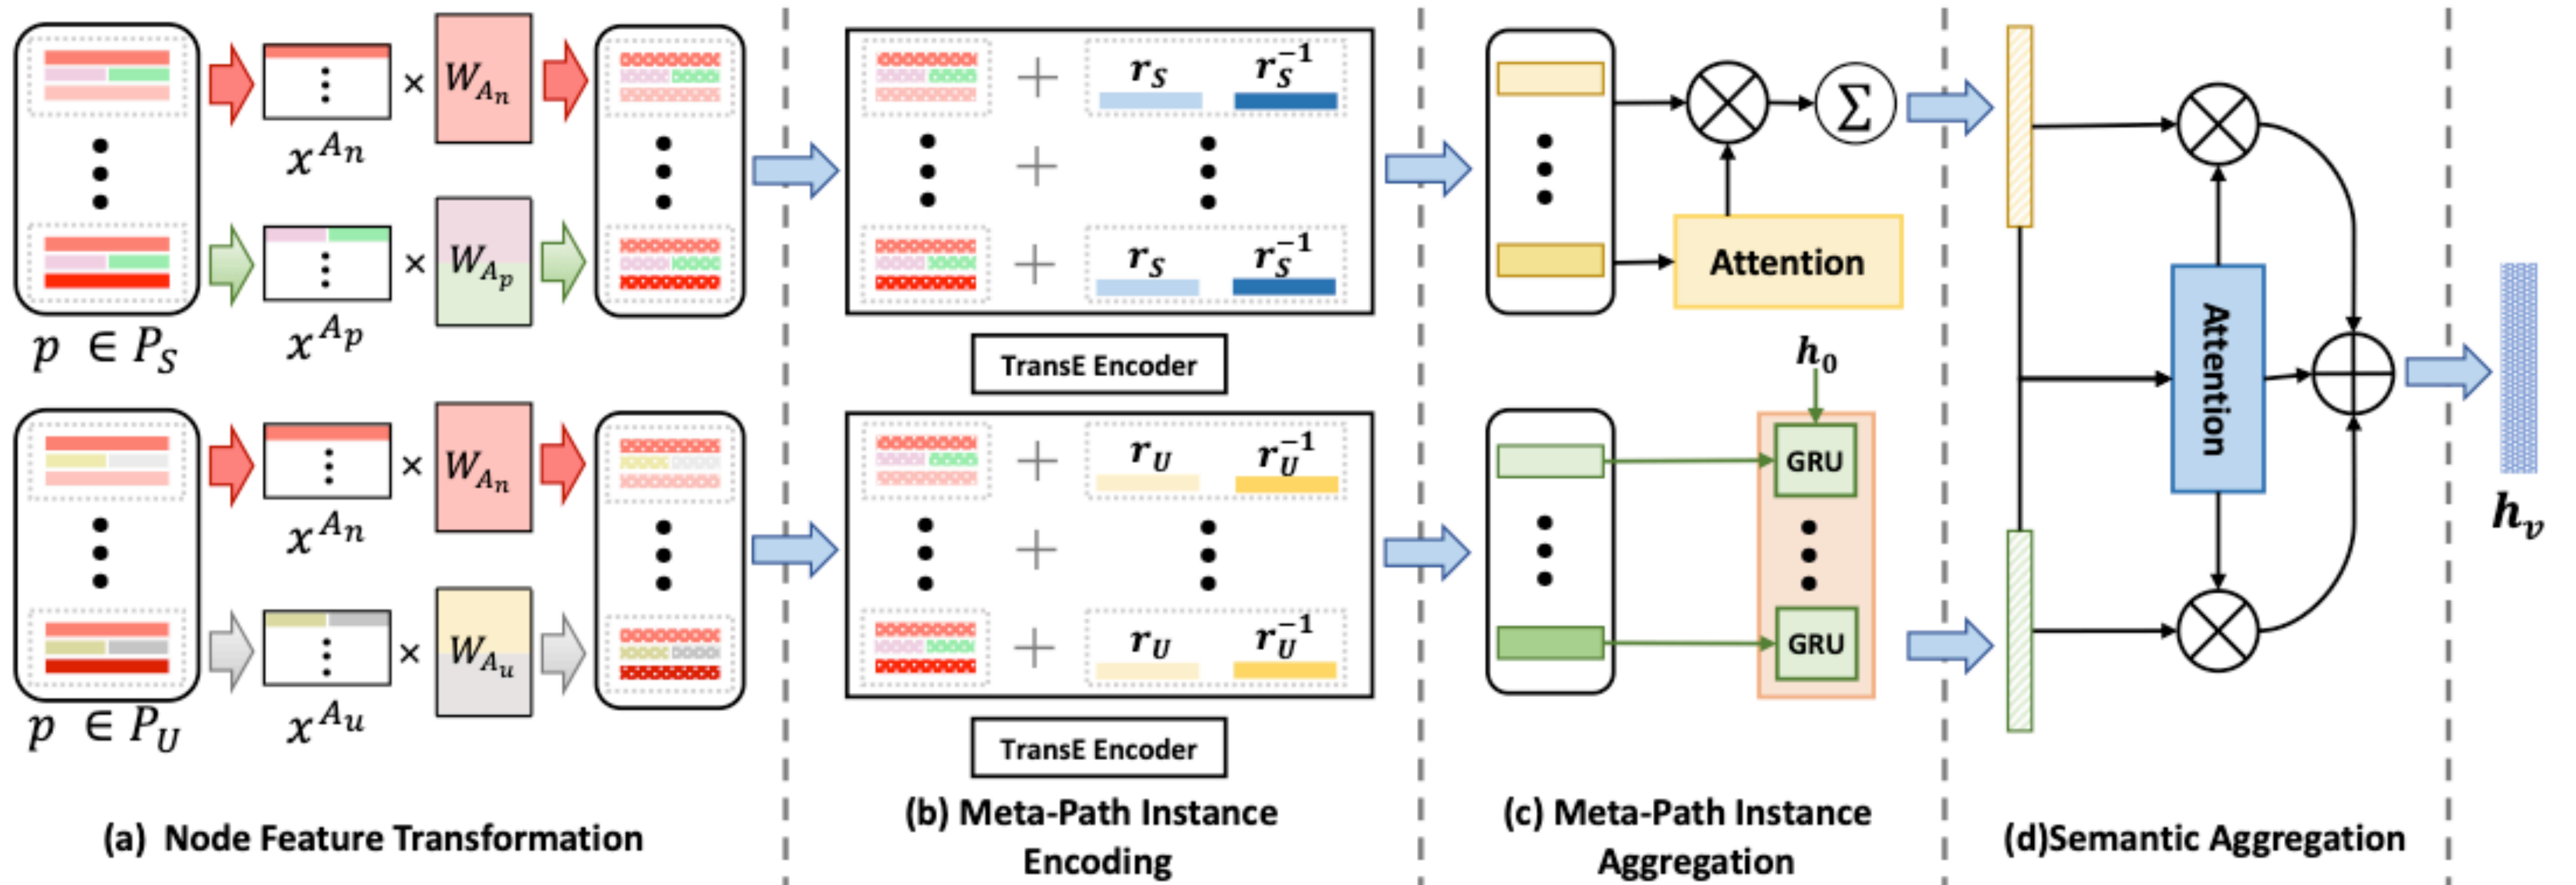 x^{A_n} × W_{A_n}
x^{A_p} × W_{A_p}
p ∈ P_S
x^{A_n} × W_{A_n}
x^{A_u} × W_{A_u}
p ∈ P_U
(a) Node Feature Transformation
+ r_S r_S^{-1}
+
+ r_S r_S^{-1}
TransE Encoder
+ r_U r_U^{-1}
+
+ r_U r_U^{-1}
TransE Encoder
(b) Meta-Path Instance
Encoding
Σ
Attention
h_0
GRU
GRU
(c) Meta-Path Instance
Aggregation
Attention
(d)Semantic Aggregation
h_v